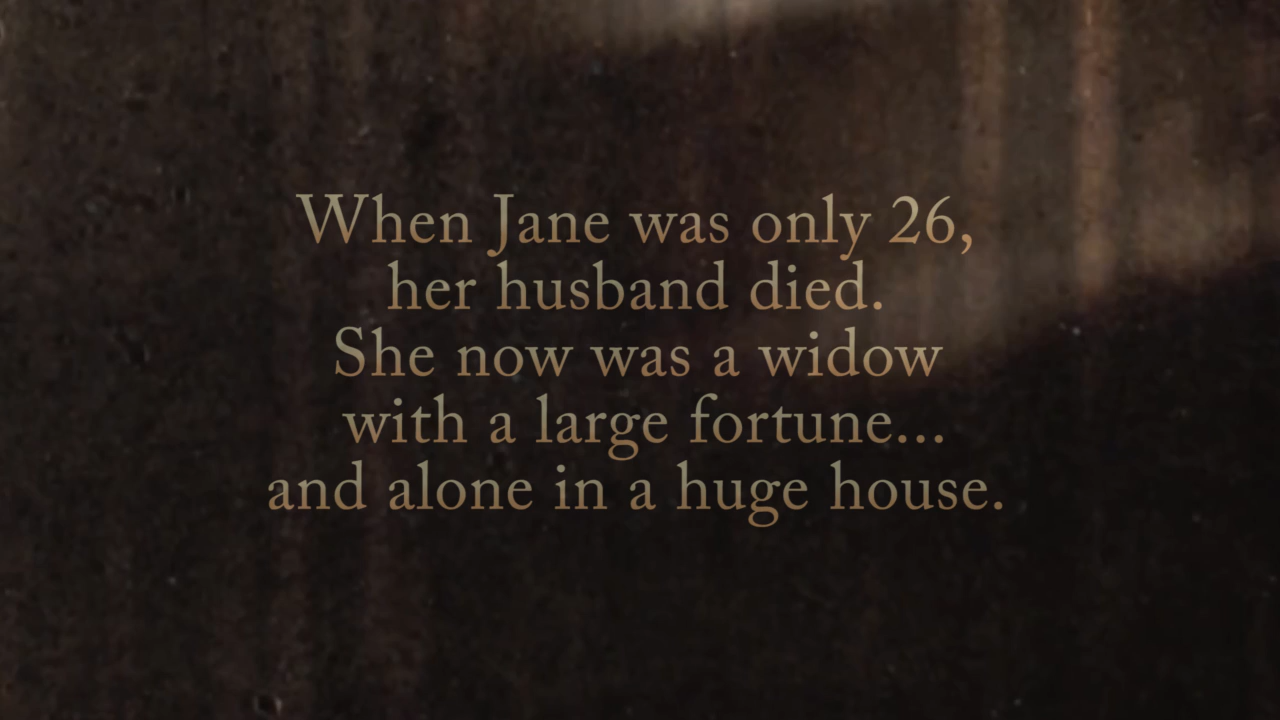 When Jane was only 26,
her husband died.
She now was a widow
with a large fortune...
and alone in a huge house.